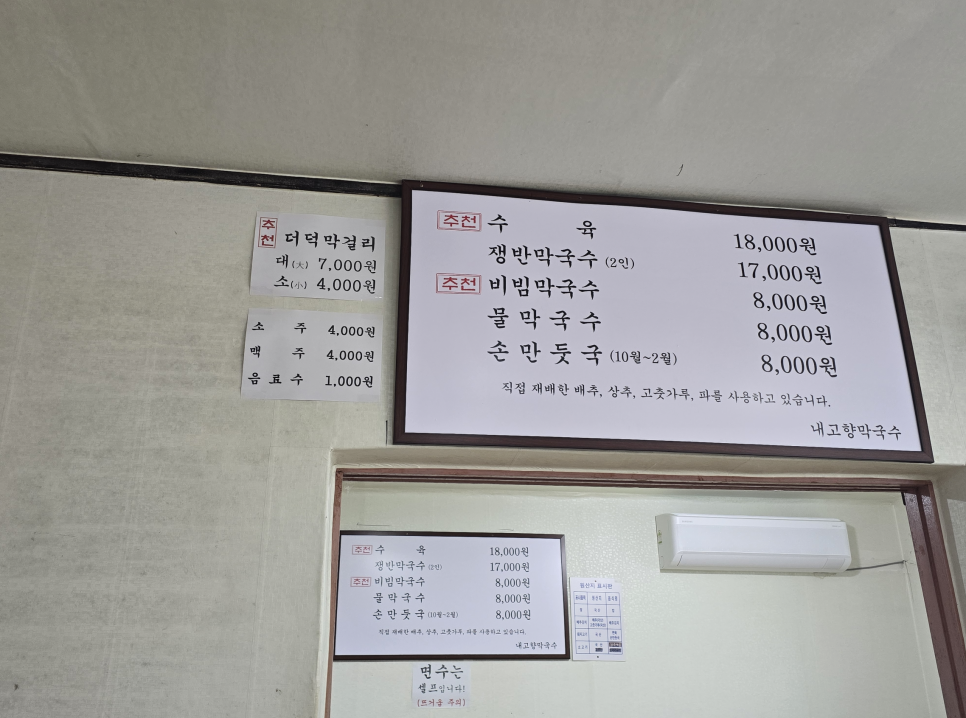 추천 더덕막걸리
대(大) 7,000원
소(小) 4,000원
소 주 4,000원
맥 주 4,000원
음 료 수 1,000원
추천 수 육 18,000원
쟁반막국수 (2인) 17,000원
추천 비빔막국수 8,000원
물 막 국 수 8,000원
손 만 둣 국 (10월~2월) 8,000원
직접 재배한 배추, 상추, 고춧가루, 파를 사용하고 있습니다.
내고향막국수
추천 수 육 18,000원
쟁반막국수 (2인) 17,000원
추천 비빔막국수 8,000원
물 막 국 수 8,000원
손 만 둣 국 (10월~2월) 8,000원
직접 재배한 배추, 상추, 고춧가루, 파를 사용하고 있습니다.
내고향막국수
원산지 표시판
면수는
셀프입니다!
(뜨거움 주의)